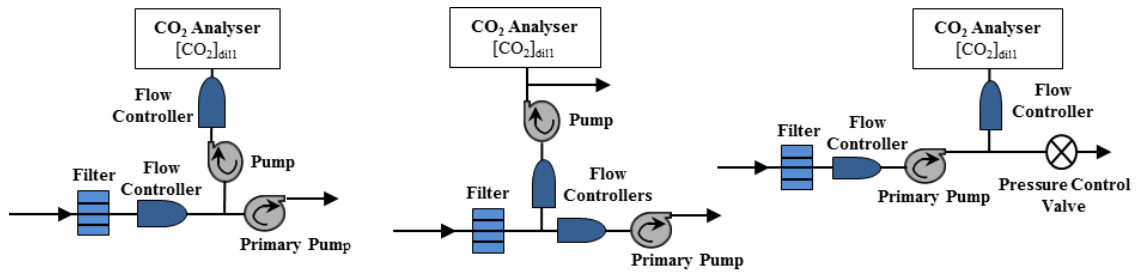 CO₂ Analyser
[CO₂]dil1
Flow
Controller
Pump
Filter
Flow
Controller
Primary Pump
CO₂ Analyser
[CO₂]dil1
Pump
Filter
Flow
Controllers
Primary Pump
CO₂ Analyser
[CO₂]dil1
Flow
Controller
Filter
Flow
Controller
Primary Pump
Pressure Control
Valve